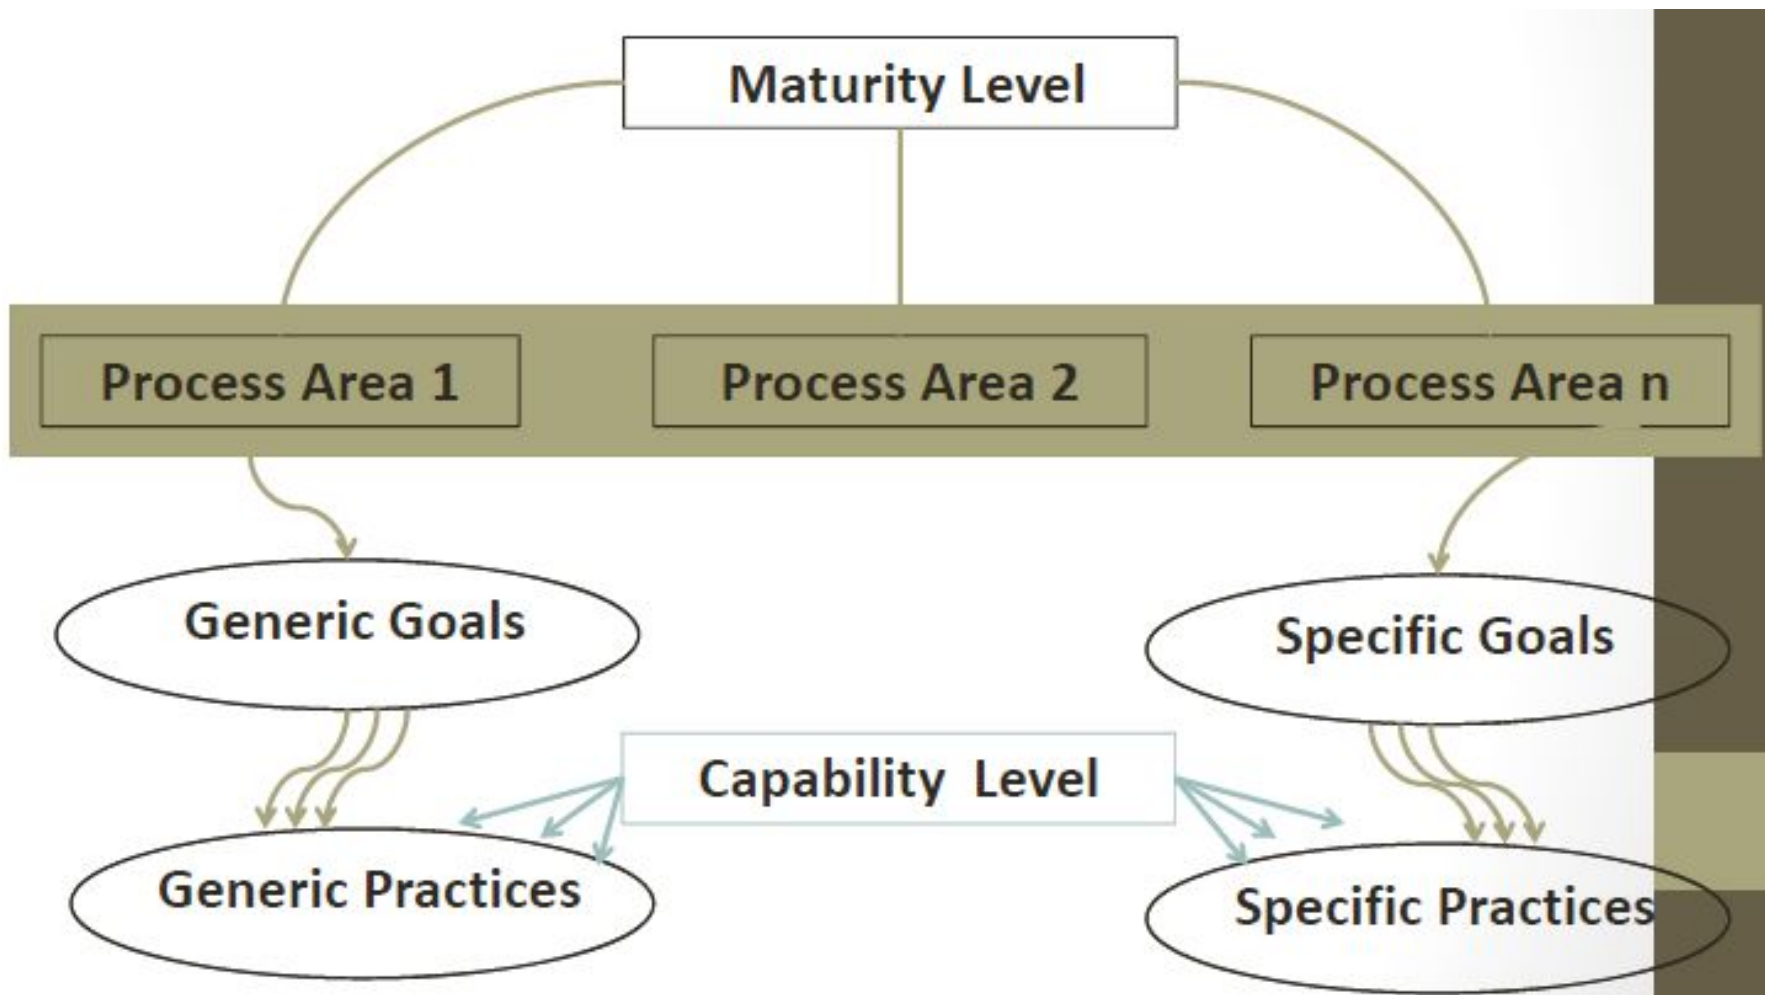 Maturity Level
Process Area 1
Process Area 2
Process Area n
Generic Goals
Specific Goals
Capability Level
Generic Practices
Specific Practices